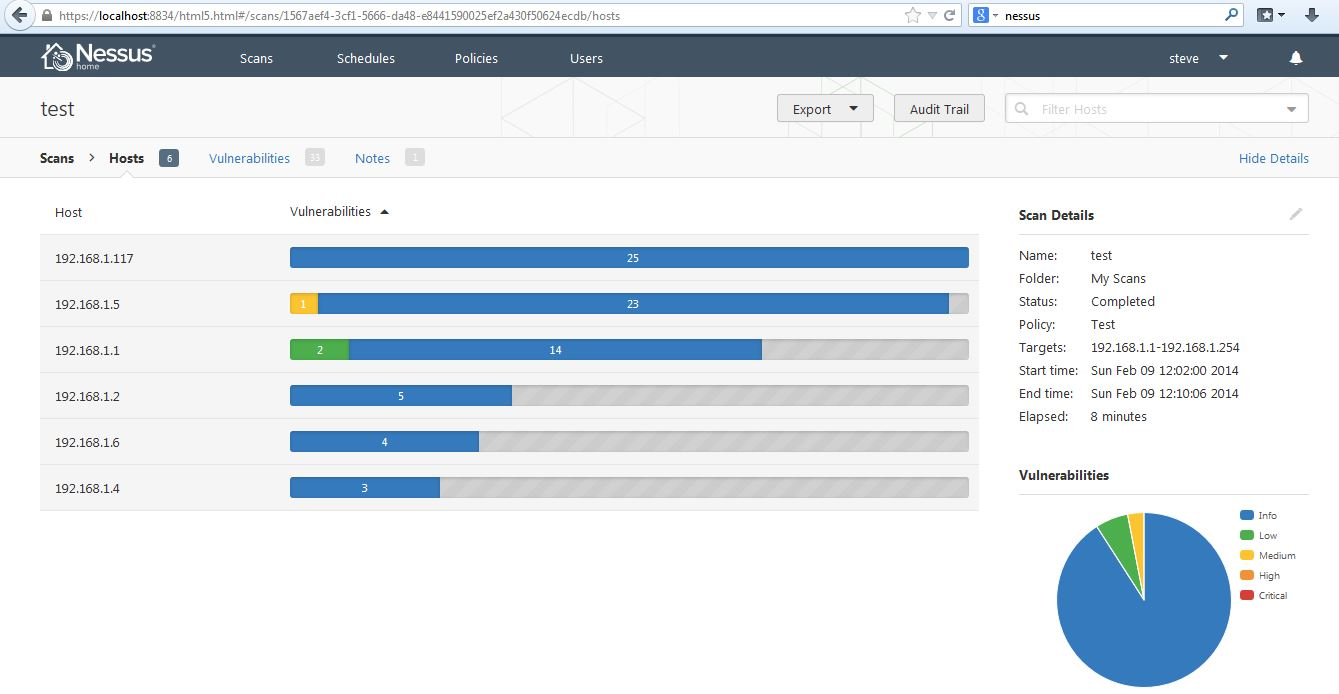 https://localhost:8834/html5.html#/scans/1567aef4-3cf1-5666-da48-e8441590025ef2a430f50624ecdb/hosts
nessus
Nessus home
Scans Schedules Policies Users steve
test
Export Audit Trail Filter Hosts
Scans > Hosts 6 Vulnerabilities 33 Notes 1 Hide Details
Host Vulnerabilities
192.168.1.117 25
192.168.1.5 1 23
192.168.1.1 2 14
192.168.1.2 5
192.168.1.6 4
192.168.1.4 3
Scan Details
Name: test
Folder: My Scans
Status: Completed
Policy: Test
Targets: 192.168.1.1-192.168.1.254
Start time: Sun Feb 09 12:02:00 2014
End time: Sun Feb 09 12:10:06 2014
Elapsed: 8 minutes
Vulnerabilities
Info
Low
Medium
High
Critical